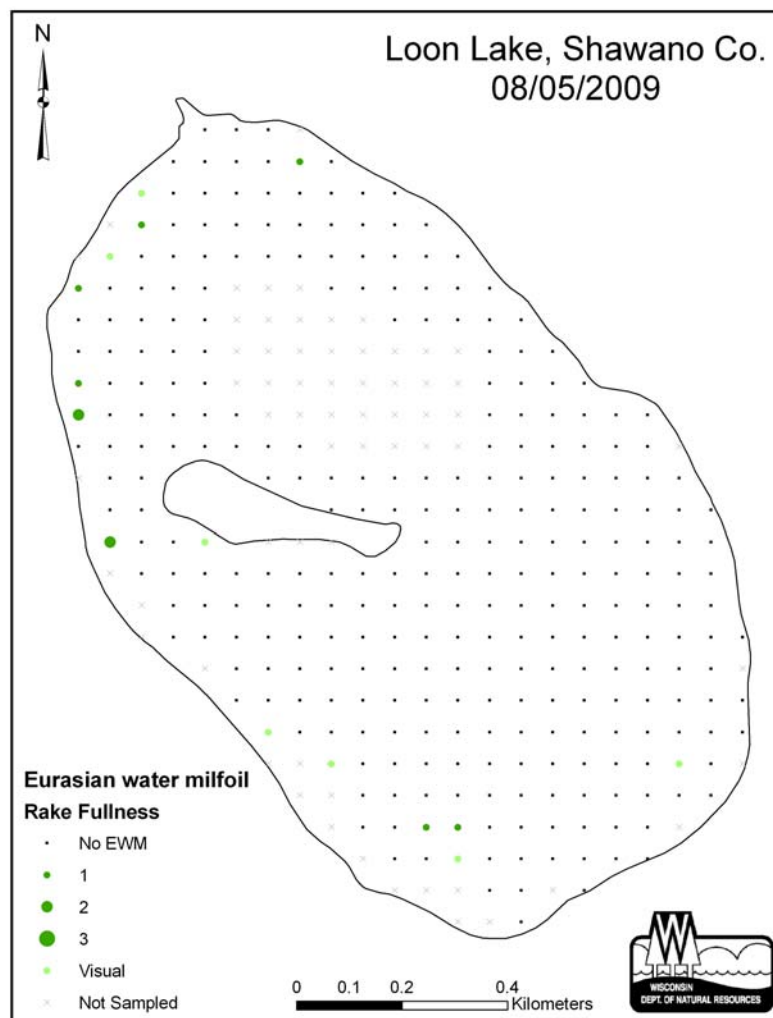 N
Loon Lake, Shawano Co.
08/05/2009
Eurasian water milfoil
Rake Fullness
No EWM
1
2
3
Visual
Not Sampled
0 0.1 0.2 0.4
Kilometers
W
WISCONSIN
DEPT. OF NATURAL RESOURCES